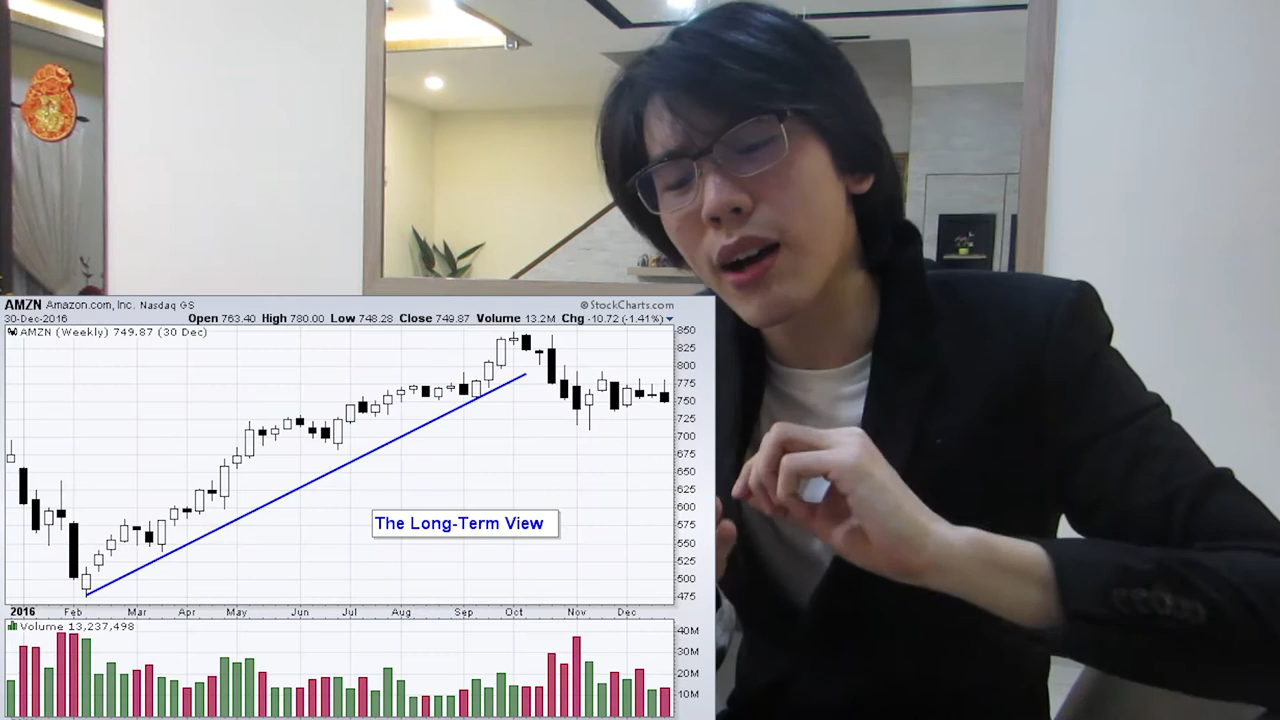 AMZN Amazon.com, Inc. Nasdaq GS ©StockCharts.com
30-Dec-2016 Open 763.40 High 780.00 Low 748.28 Close 749.87 Volume 13.2M Chg -10.72 (-1.41%)
AMZN (Weekly) 749.87 (30 Dec)
850
825
800
775
750
725
700
675
650
625
600
575
550
525
500
475
The Long-Term View
2016 Feb Mar Apr May Jun Jul Aug Sep Oct Nov Dec
Volume 13,237,498
40M
30M
20M
10M